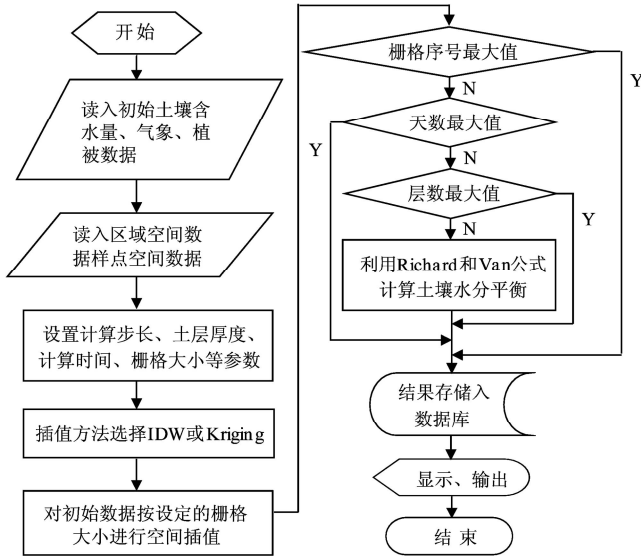 开始
读入初始土壤含
水量、气象、植
被数据
读入区域空间数
据样点空间数据
设置计算步长、土层厚度、
计算时间、栅格大小等参数
插值方法选择IDW或Kriging
对初始数据按设定的栅格
大小进行空间插值
栅格序号最大值
Y
N
天数最大值
Y
N
层数最大值
Y
N
利用Richard和Van公式
计算土壤水分平衡
结果存储入
数据库
显示、输出
结束